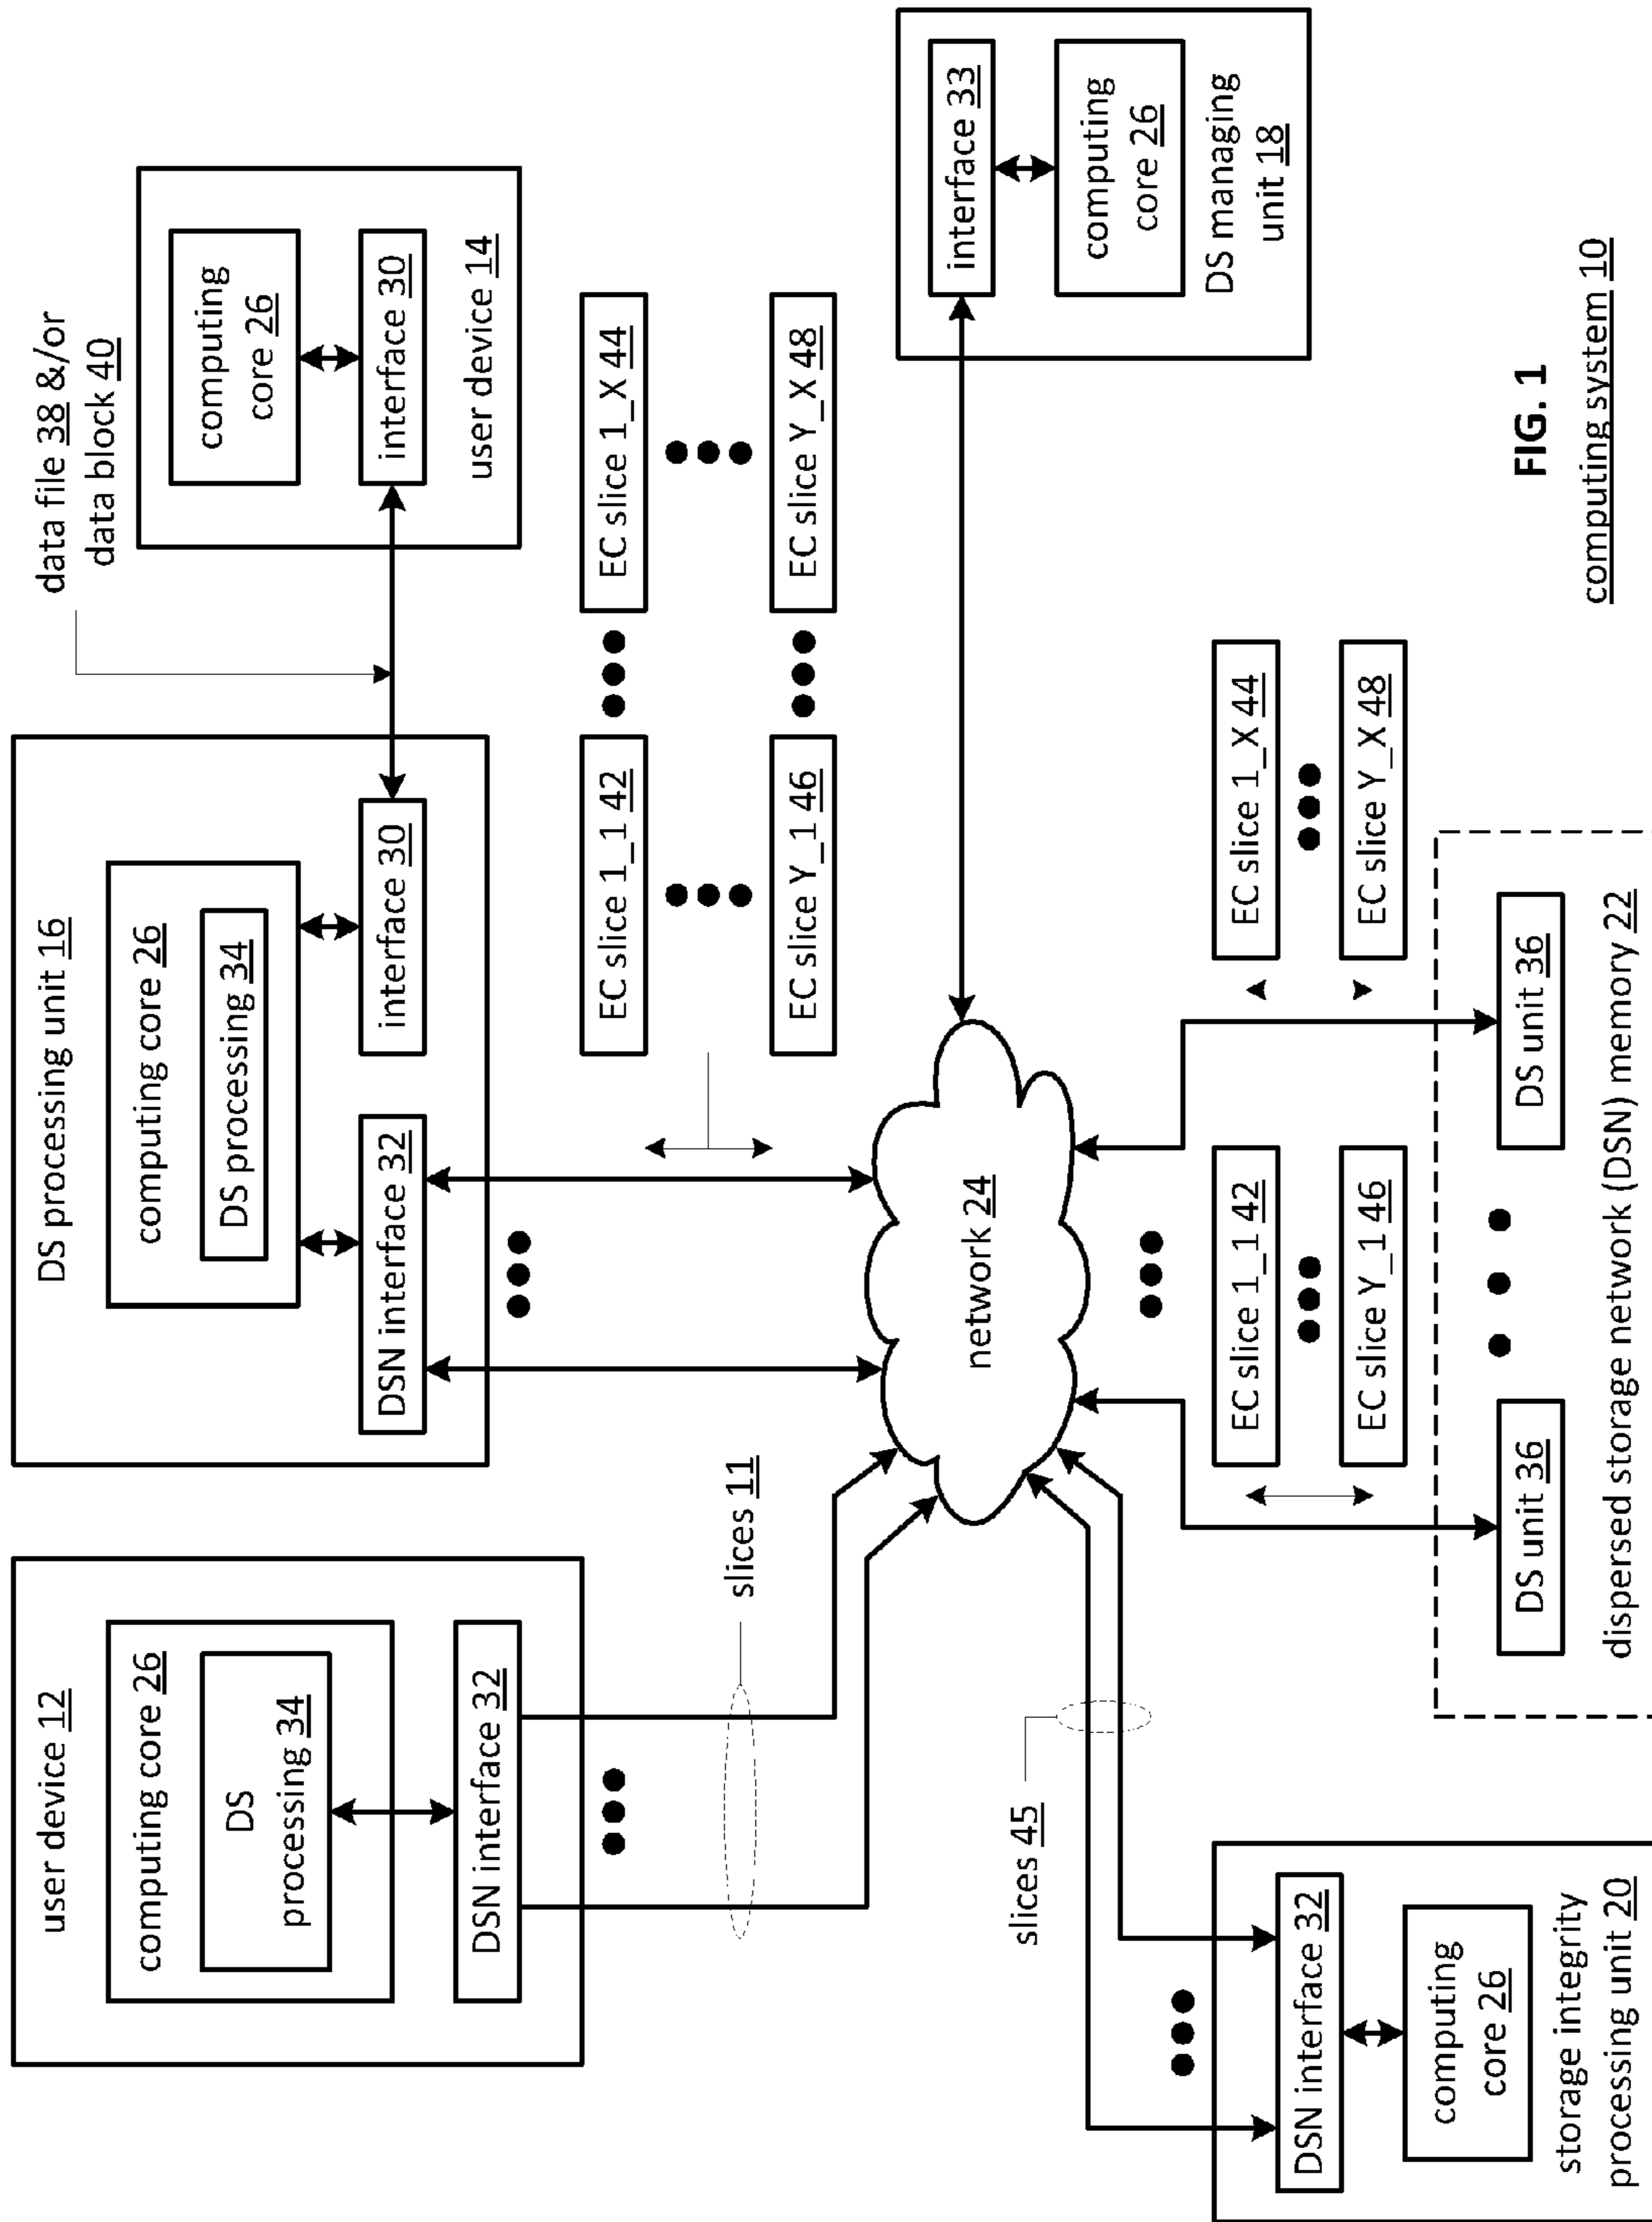 user device 12
computing core 26
DS
processing 34
DSN interface 32
slices 11
DS processing unit 16
computing core 26
DS processing 34
DSN interface 32
interface 30
data file 38 &/or
data block 40
computing
core 26
interface 30
user device 14
EC slice 1_1 42
EC slice 1_X 44
EC slice Y_1 46
EC slice Y_X 48
network 24
interface 33
computing
core 26
DS managing
unit 18
slices 45
DSN interface 32
computing
core 26
storage integrity
processing unit 20
EC slice 1_1 42
EC slice Y_1 46
EC slice 1_X 44
EC slice Y_X 48
DS unit 36
DS unit 36
dispersed storage network (DSN) memory 22
FIG. 1
computing system 10